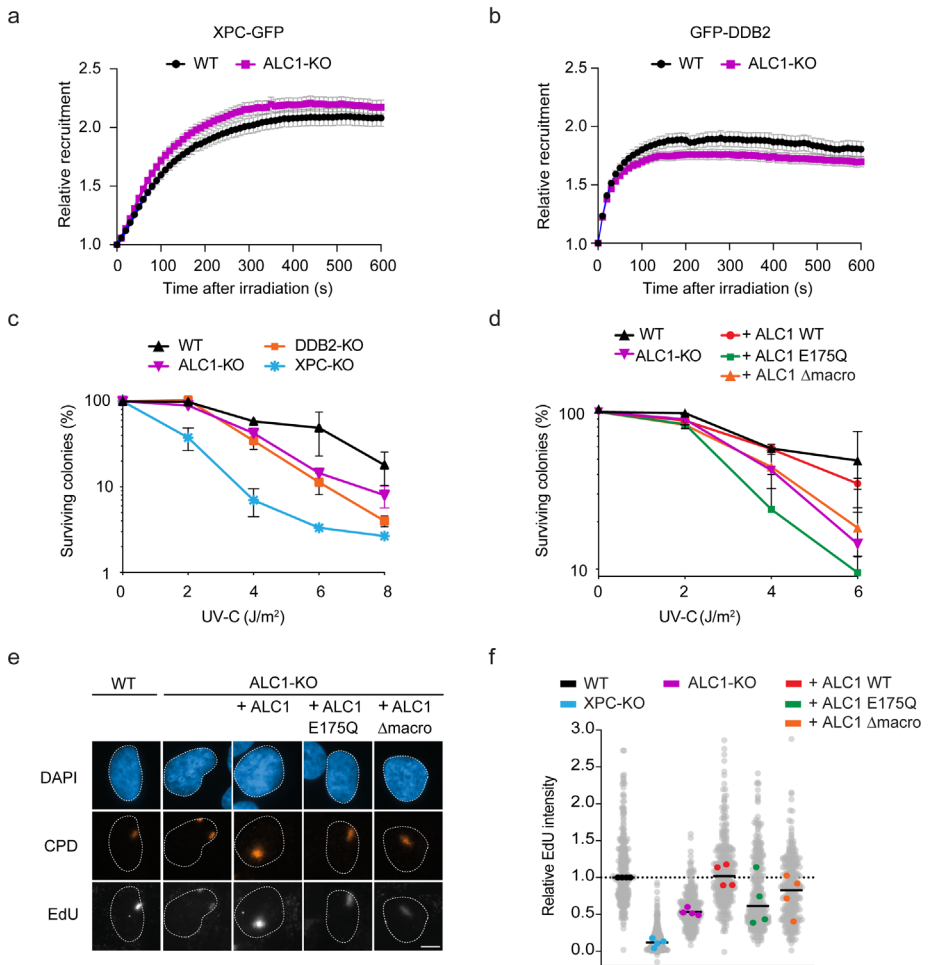 a
XPC-GFP
WT
ALC1-KO
Relative recruitment
2.5
2.0
1.5
1.0
0 100 200 300 400 500 600
Time after irradiation (s)
b
GFP-DDB2
WT
ALC1-KO
Relative recruitment
2.5
2.0
1.5
1.0
0 100 200 300 400 500 600
Time after irradiation (s)
c
WT
DDB2-KO
ALC1-KO
XPC-KO
Surviving colonies (%)
100
10
1
0 2 4 6 8
UV-C (J/m²)
d
WT
+ ALC1 WT
ALC1-KO
+ ALC1 E175Q
+ ALC1 Δmacro
Surviving colonies (%)
100
10
0 2 4 6
UV-C (J/m²)
e
WT
ALC1-KO
+ ALC1
+ ALC1
E175Q
+ ALC1
Δmacro
DAPI
CPD
EdU
f
WT
ALC1-KO
+ ALC1 WT
XPC-KO
+ ALC1 E175Q
+ ALC1 Δmacro
Relative EdU intensity
3.0
2.5
2.0
1.5
1.0
0.5
0.0